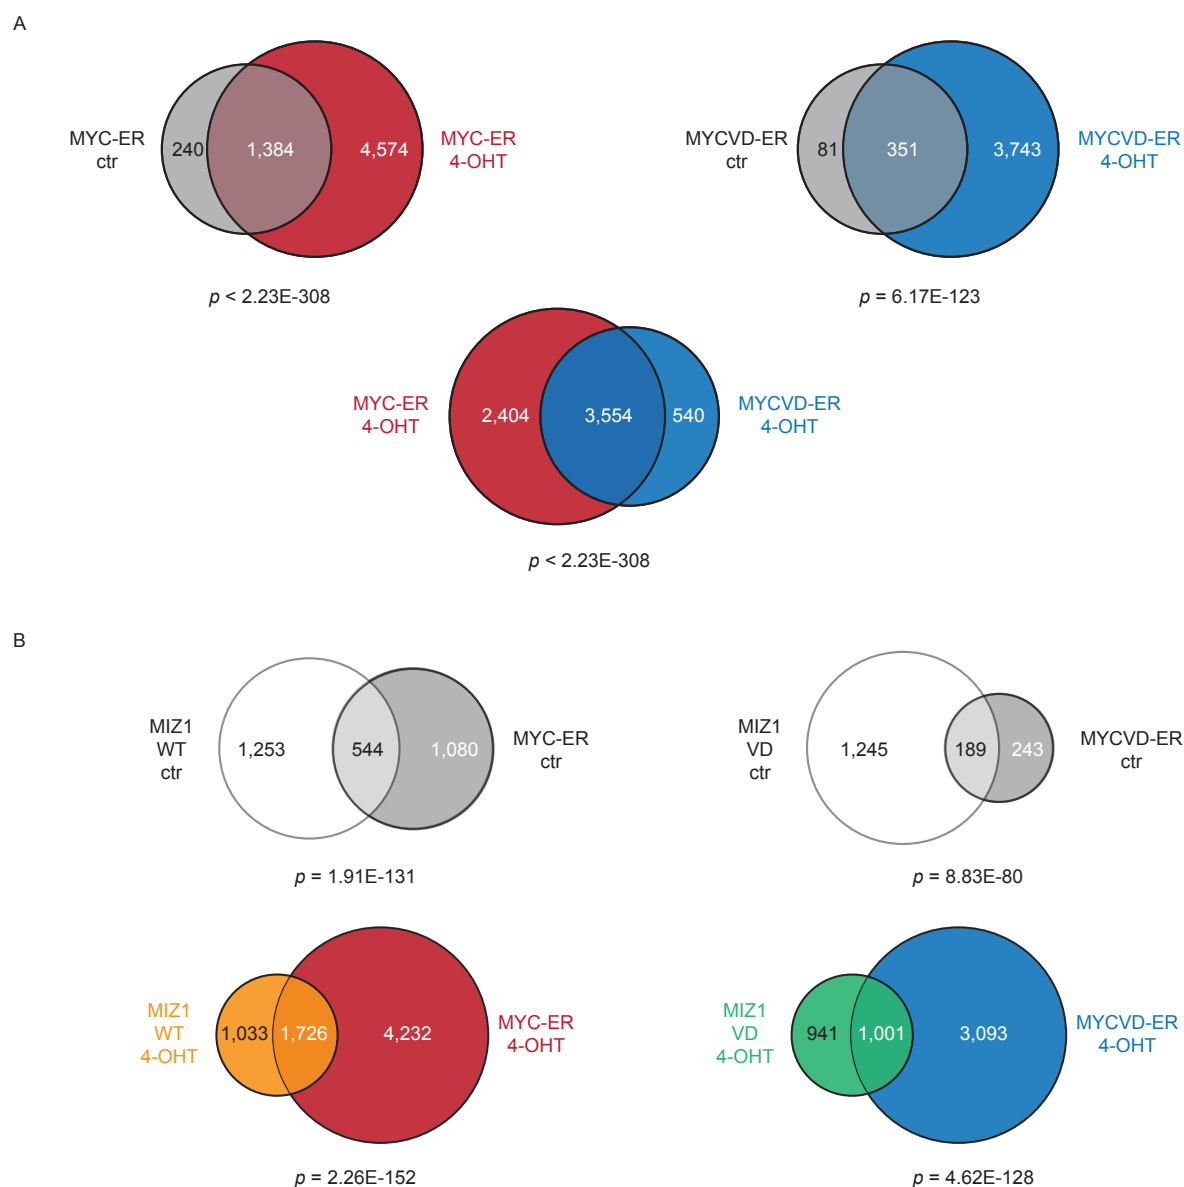 A
MYC-ER
ctr
240
1,384
4,574
MYC-ER
4-OHT
p < 2.23E-308
MYCVD-ER
ctr
81
351
3,743
MYCVD-ER
4-OHT
p = 6.17E-123
MYC-ER
4-OHT
2,404
3,554
540
MYCVD-ER
4-OHT
p < 2.23E-308
B
MIZ1
WT
ctr
1,253
544
1,080
MYC-ER
ctr
p = 1.91E-131
MIZ1
VD
ctr
1,245
189
243
MYCVD-ER
ctr
p = 8.83E-80
MIZ1
WT
4-OHT
1,033
1,726
4,232
MYC-ER
4-OHT
p = 2.26E-152
MIZ1
VD
4-OHT
941
1,001
3,093
MYCVD-ER
4-OHT
p = 4.62E-128